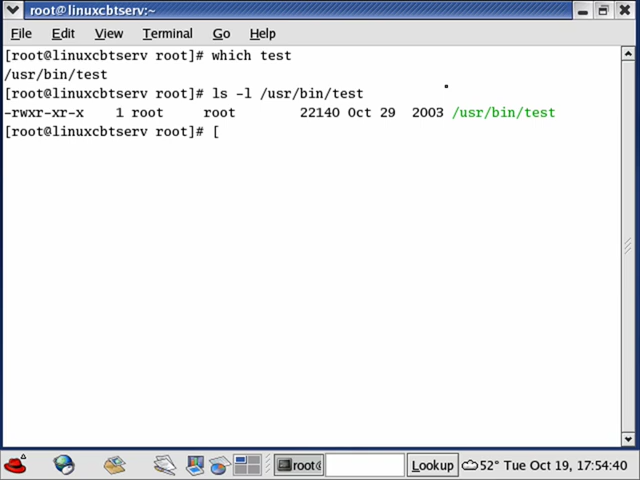 root@linuxcbtserv:~
File Edit View Terminal Go Help
[root@linuxcbtserv root]# which test
/usr/bin/test
[root@linuxcbtserv root]# ls -l /usr/bin/test
-rwxr-xr-x 1 root root 22140 Oct 29 2003 /usr/bin/test
[root@linuxcbtserv root]# [
root@ Lookup 52° Tue Oct 19, 17:54:40